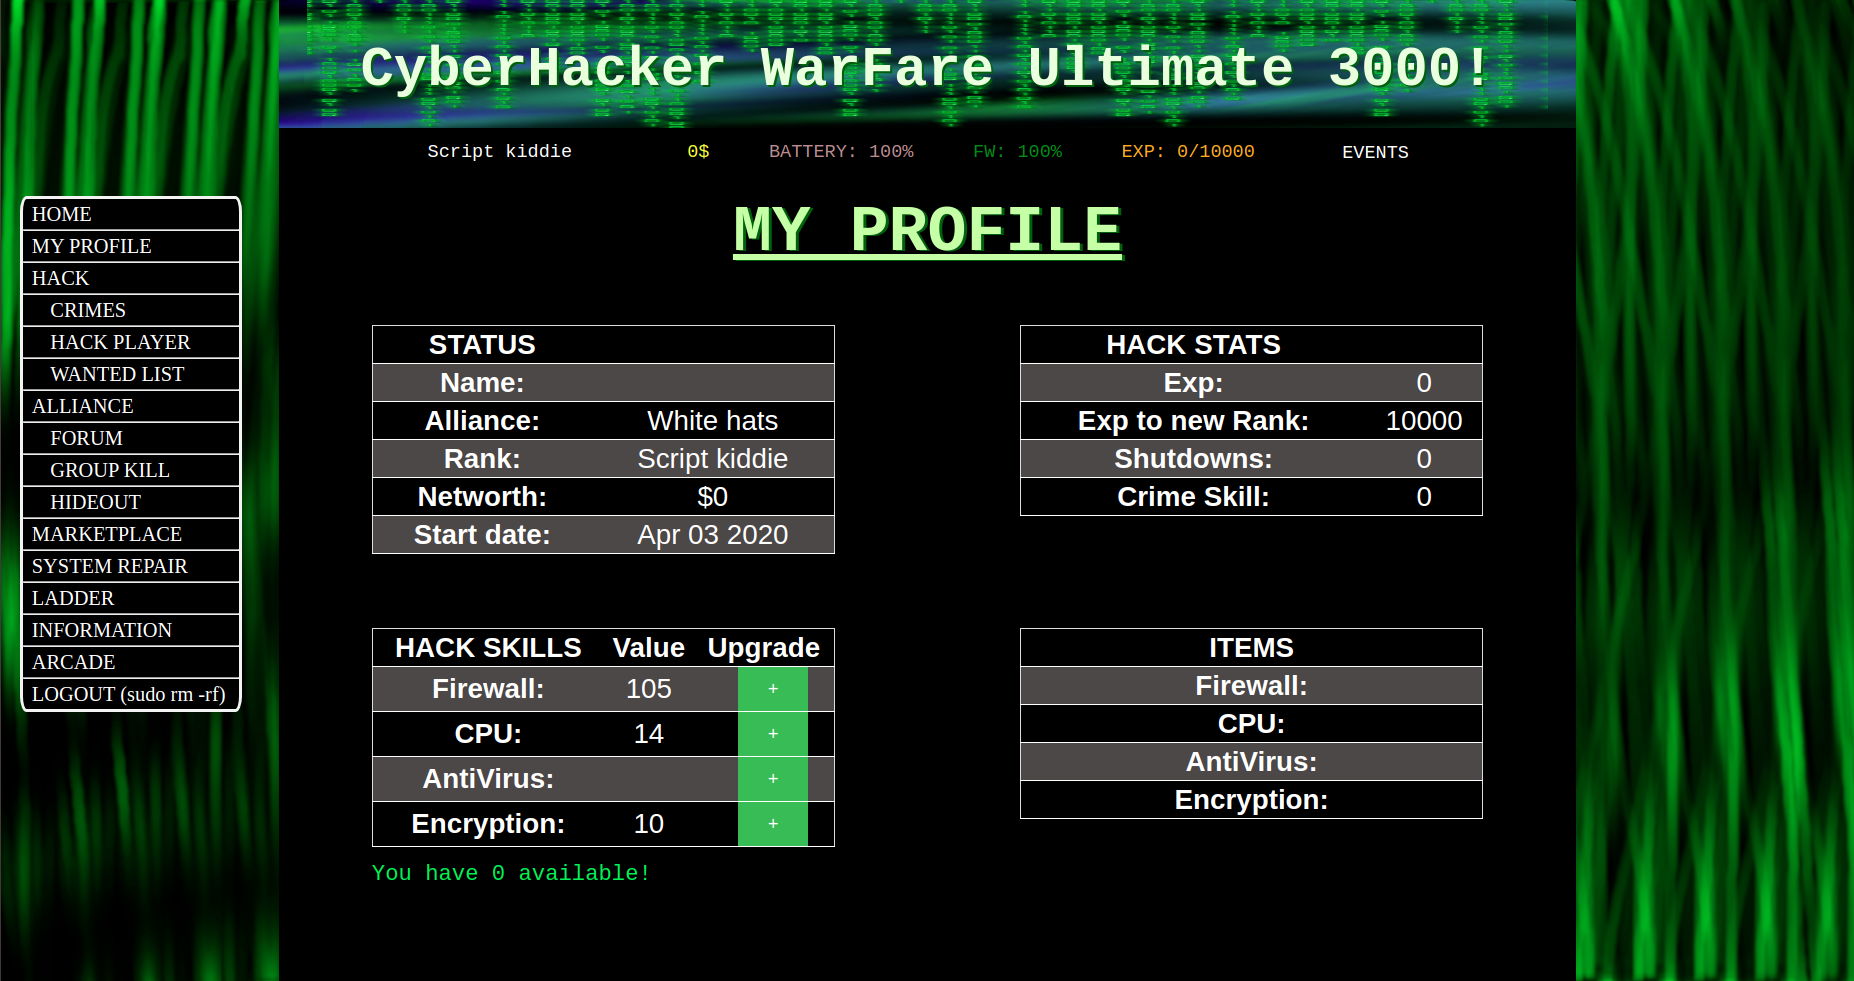 CyberHacker WarFare Ultimate 3000!
Script kiddie 0$ BATTERY: 100% FW: 100% EXP: 0/10000 EVENTS
HOME
MY PROFILE
HACK
CRIMES
HACK PLAYER
WANTED LIST
ALLIANCE
FORUM
GROUP KILL
HIDEOUT
MARKETPLACE
SYSTEM REPAIR
LADDER
INFORMATION
ARCADE
LOGOUT (sudo rm -rf)
MY PROFILE
STATUS
Name:
Alliance: White hats
Rank: Script kiddie
Networth: $0
Start date: Apr 03 2020
HACK STATS
Exp: 0
Exp to new Rank: 10000
Shutdowns: 0
Crime Skill: 0
HACK SKILLS Value Upgrade
Firewall: 105 +
CPU: 14 +
AntiVirus: +
Encryption: 10 +
You have 0 available!
ITEMS
Firewall:
CPU:
AntiVirus:
Encryption: